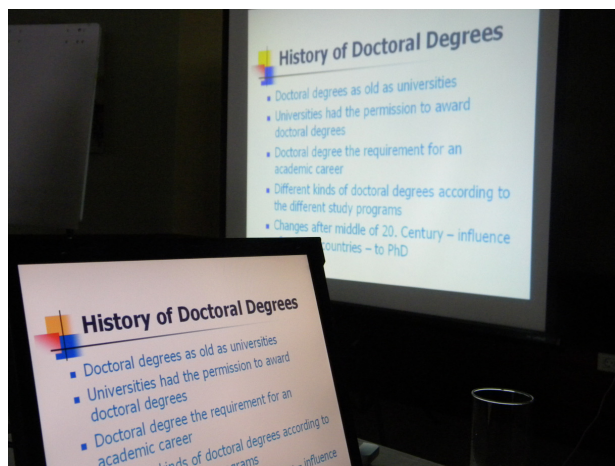 History of Doctoral Degrees
Doctoral degrees as old as universities
Universities had the permission to award
doctoral degrees
Doctoral degree the requirement for an
academic career
Different kinds of doctoral degrees according to
the different study programs
Changes after middle of 20. Century – influence
countries – to PhD
History of Doctoral Degrees
Doctoral degrees as old as universities
Universities had the permission to award
doctoral degrees
Doctoral degree the requirement for an
academic career
kinds of doctoral degrees according to
influence